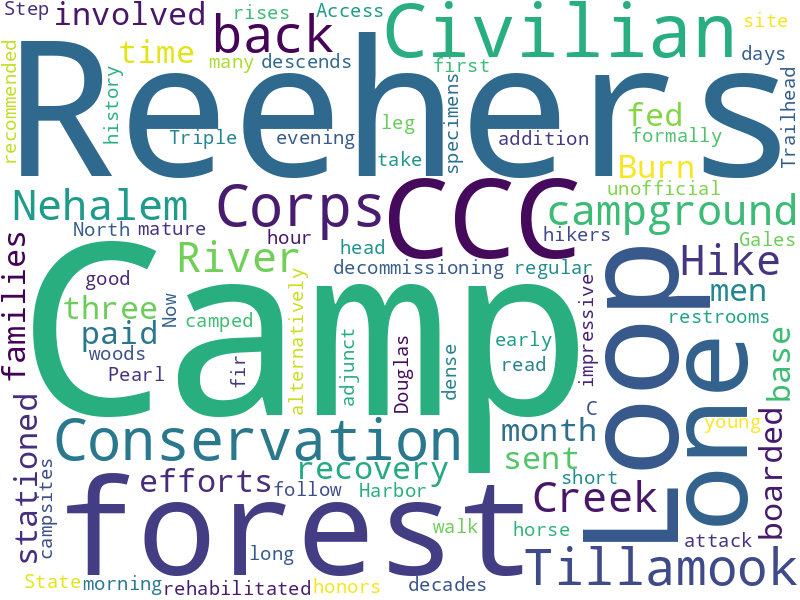 Step involved rises Access Civilian site
recommended time back many descends first days
history Reehers Trailhead
Triple evening leg take specimens addition fed formally
Burn unofficial
Nehalem Corps CCC campground
North mature hour hikers Gales
families River head decommissioning regular Hike
good Camp Loop men
three Now camped alternatively impressive restrooms
paid woods Pearl fir adjunct Douglas dense early read one base
C young
stationed Conservation month boarded
recovery sent
campsites efforts follow Harbor short Creek attack
forest walk horse
long Tillamook
State morning rehabilitated honors decades